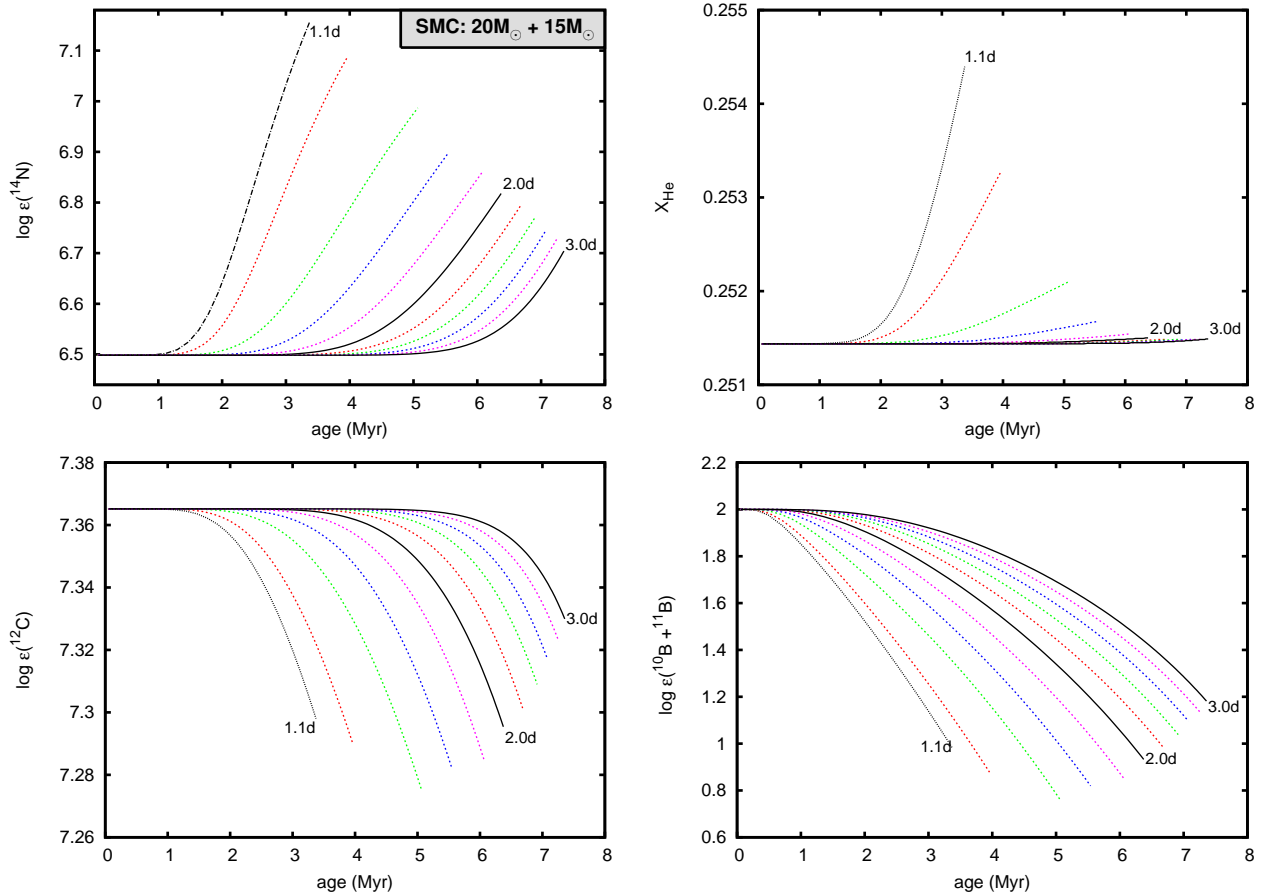 SMC: 20M☉ + 15M☉
log ε(¹⁴N)
7.1
7
6.9
6.8
6.7
6.6
6.5
1.1d
2.0d
3.0d
0 1 2 3 4 5 6 7 8
age (Myr)
X_He
0.255
0.254
0.253
0.252
0.251
1.1d
2.0d
3.0d
0 1 2 3 4 5 6 7 8
age (Myr)
log ε(¹²C)
7.38
7.36
7.34
7.32
7.3
7.28
7.26
1.1d
2.0d
3.0d
0 1 2 3 4 5 6 7 8
age (Myr)
log ε(¹⁰B + ¹¹B)
2.2
2
1.8
1.6
1.4
1.2
1
0.8
0.6
1.1d
2.0d
3.0d
0 1 2 3 4 5 6 7 8
age (Myr)